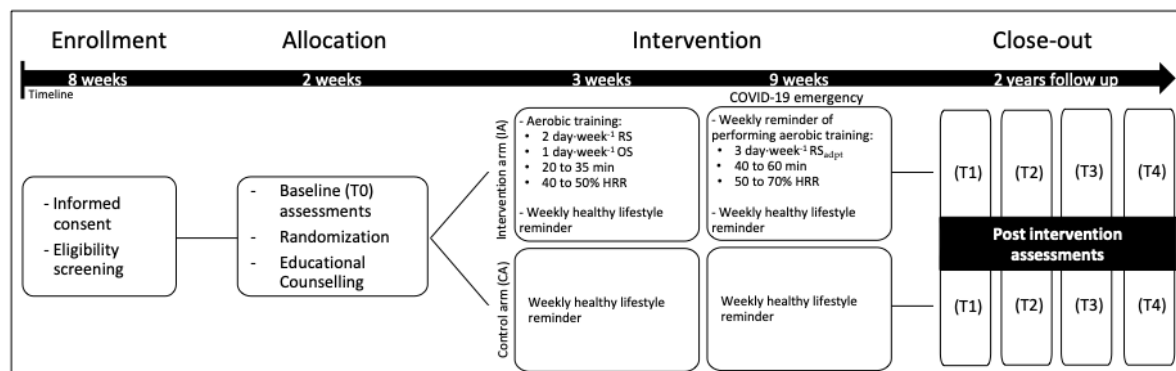 Enrollment
Allocation
Intervention
Close-out
8 weeks
2 weeks
3 weeks
9 weeks
2 years follow up
Timeline
COVID-19 emergency
- Informed
consent
- Eligibility
screening
- Baseline (T0)
assessments
- Randomization
- Educational
Counselling
Intervention arm (IA)
- Aerobic training:
• 2 day·week⁻¹ RS
• 1 day·week⁻¹ OS
• 20 to 35 min
• 40 to 50% HRR
- Weekly healthy lifestyle
reminder
- Weekly reminder of
performing aerobic training:
• 3 day·week⁻¹ RSadpt
• 40 to 60 min
• 50 to 70% HRR
- Weekly healthy lifestyle
reminder
(T1)
(T2)
(T3)
(T4)
Post intervention
assessments
Control arm (CA)
Weekly healthy lifestyle
reminder
Weekly healthy lifestyle
reminder
(T1)
(T2)
(T3)
(T4)